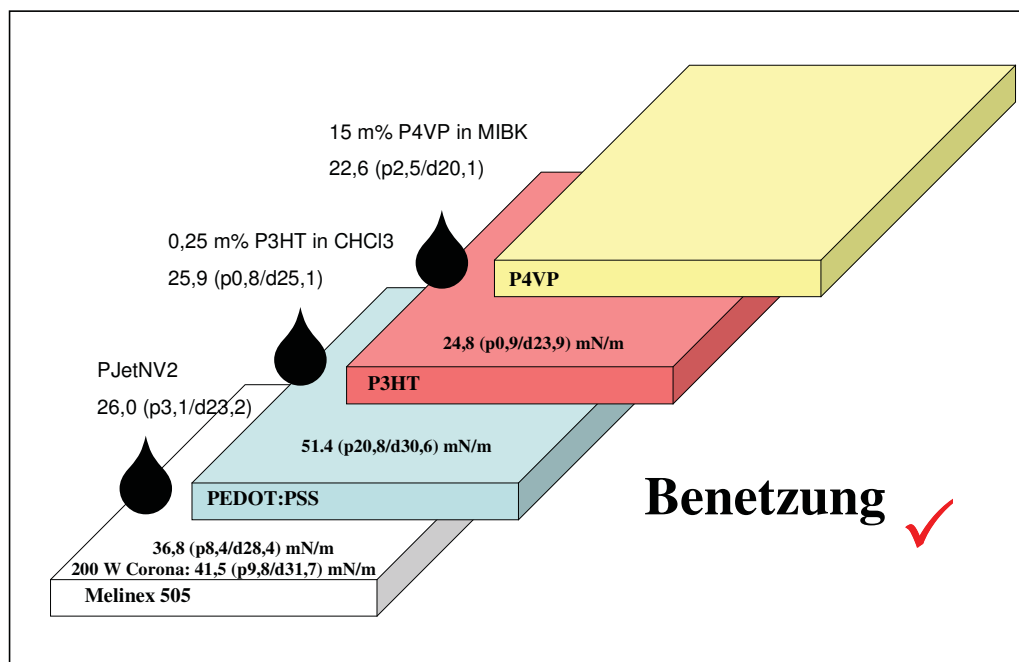 15 m% P4VP in MIBK
22,6 (p2,5/d20,1)
P4VP
0,25 m% P3HT in CHCl3
25,9 (p0,8/d25,1)
24,8 (p0,9/d23,9) mN/m
P3HT
PJetNV2
26,0 (p3,1/d23,2)
51.4 (p20,8/d30,6) mN/m
PEDOT:PSS
Benetzung
36,8 (p8,4/d28,4) mN/m
200 W Corona: 41,5 (p9,8/d31,7) mN/m
Melinex 505